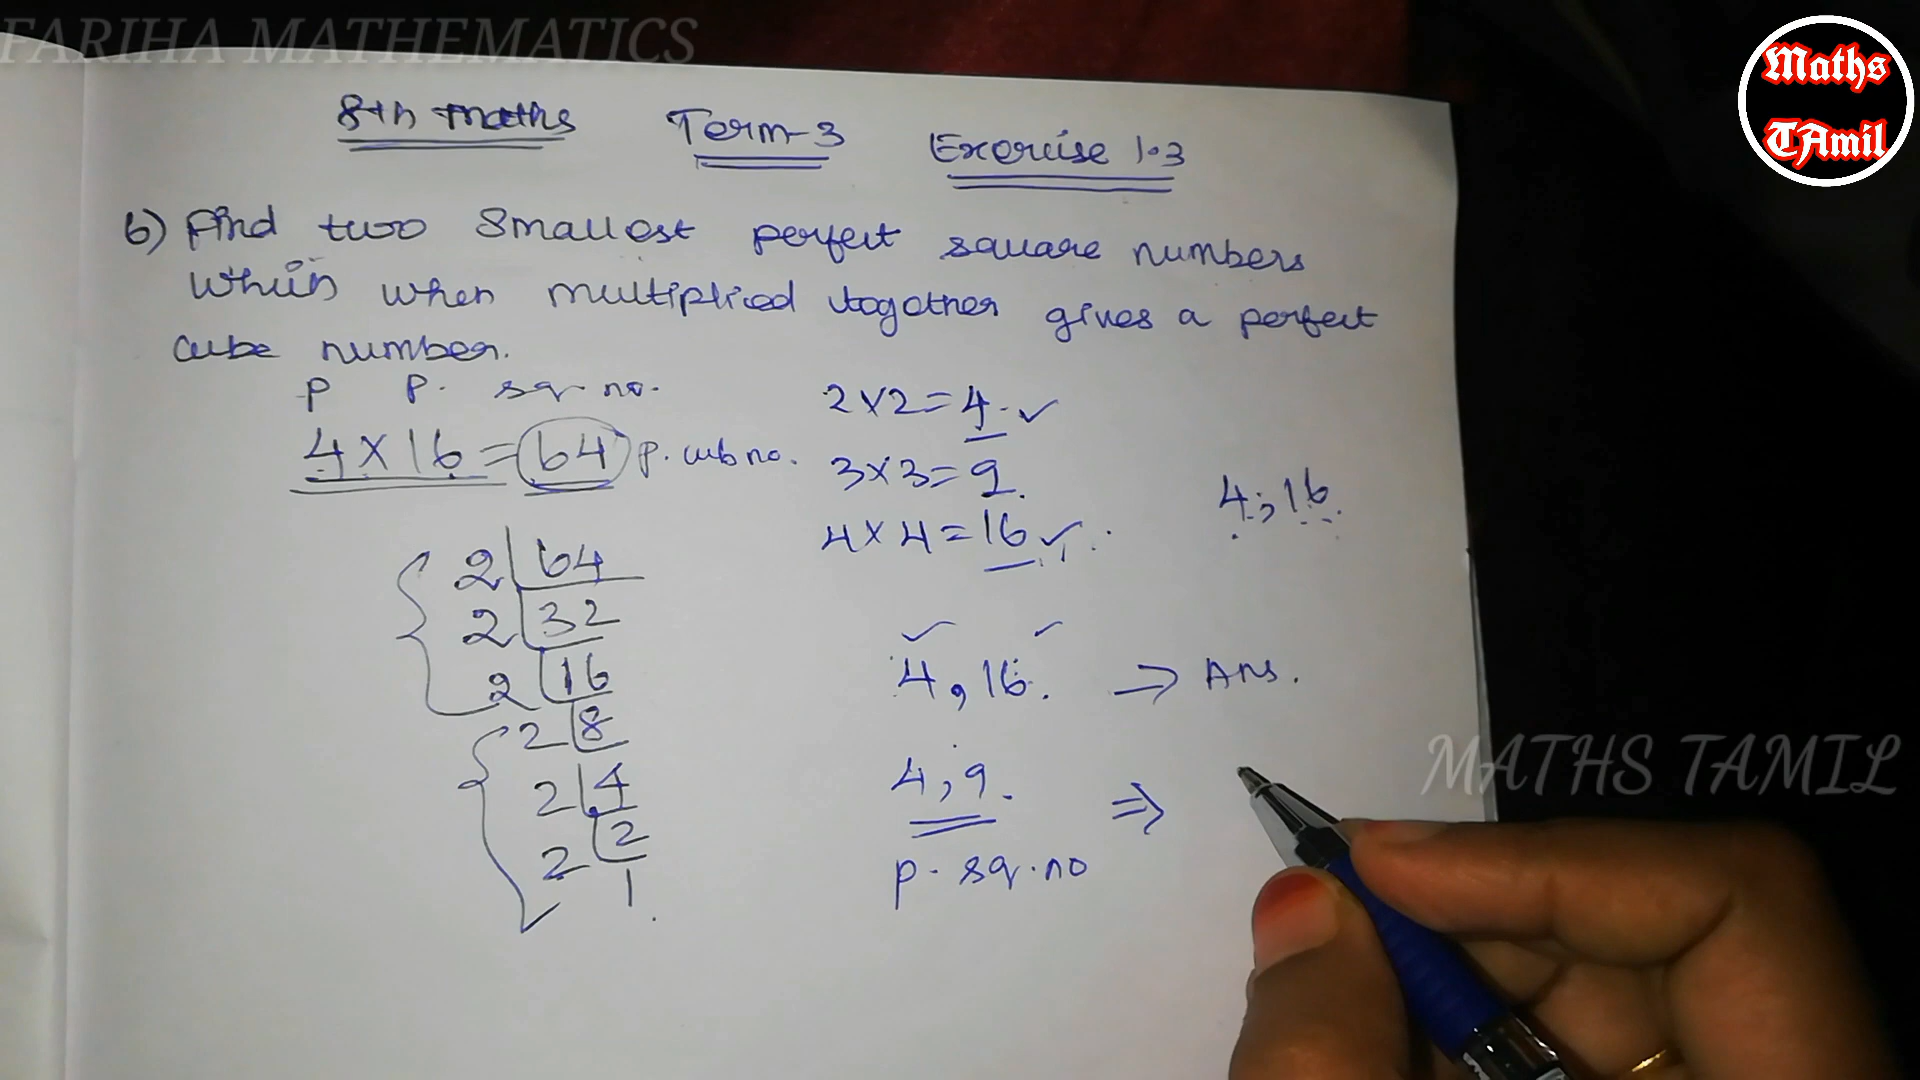 FARIHA MATHEMATICS
Maths
TAmil
8th maths Term-3 Exercise 1.3
6) Find two smallest perfect square numbers
which when multiplied together gives a perfect
cube number.
P P. sq. no.
4 × 16 = 64 p. cub no.
2 × 2 = 4
3 × 3 = 9.
4 × 4 = 16
4, 16
2 | 64
2 | 32
2 | 16
2 | 8
2 | 4
2 | 2
1
4, 16. ⇒ Ans.
4, 9. ⇒
p. sq. no
MATHS TAMIL